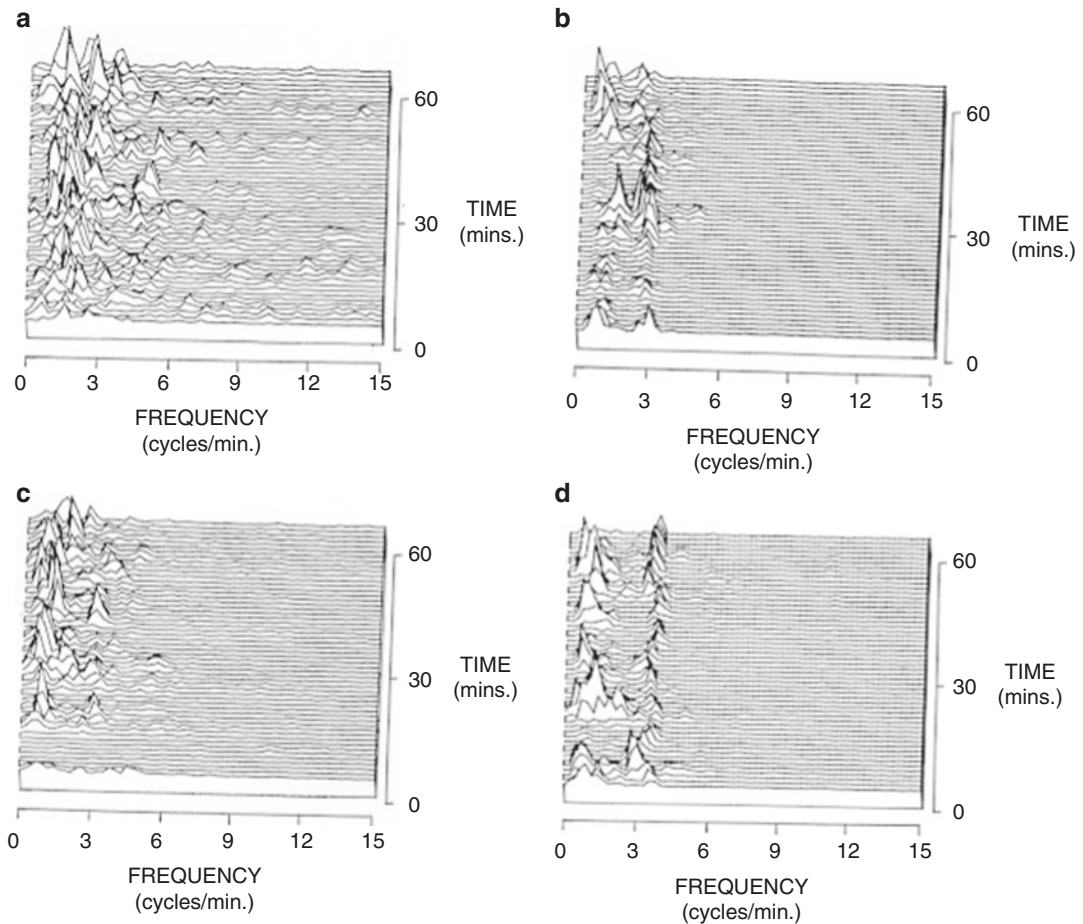 a
60
30
TIME
(mins.)
0
0 3 6 9 12 15
FREQUENCY
(cycles/min.)
b
60
30
TIME
(mins.)
0
0 3 6 9 12 15
FREQUENCY
(cycles/min.)
c
60
TIME
(mins.)
30
0
0 3 6 9 12 15
FREQUENCY
(cycles/min.)
d
60
TIME
(mins.)
30
0
0 3 6 9 12 15
FREQUENCY
(cycles/min.)